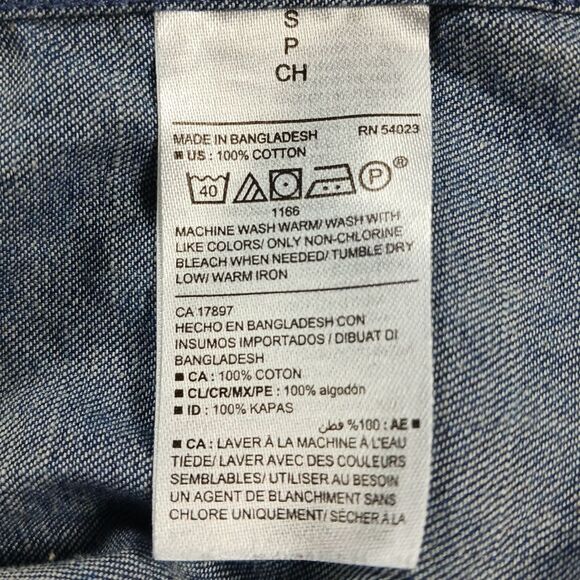 S
P
CH
MADE IN BANGLADESH RN 54023
■ US : 100% COTTON
40 P ®
1166
MACHINE WASH WARM/ WASH WITH
LIKE COLORS/ ONLY NON-CHLORINE
BLEACH WHEN NEEDED/ TUMBLE DRY
LOW/ WARM IRON
CA 17897
HECHO EN BANGLADESH CON
INSUMOS IMPORTADOS / DIBUAT DI
BANGLADESH
■ CA : 100% COTON
■ CL/CR/MX/PE : 100% algodón
■ ID : 100% KAPAS
■ AE : 100% قطن
■ CA : LAVER À LA MACHINE À L'EAU
TIÈDE/ LAVER AVEC DES COULEURS
SEMBLABLES/ UTILISER AU BESOIN
UN AGENT DE BLANCHIMENT SANS
CHLORE UNIQUEMENT/ SÉCHER À LA